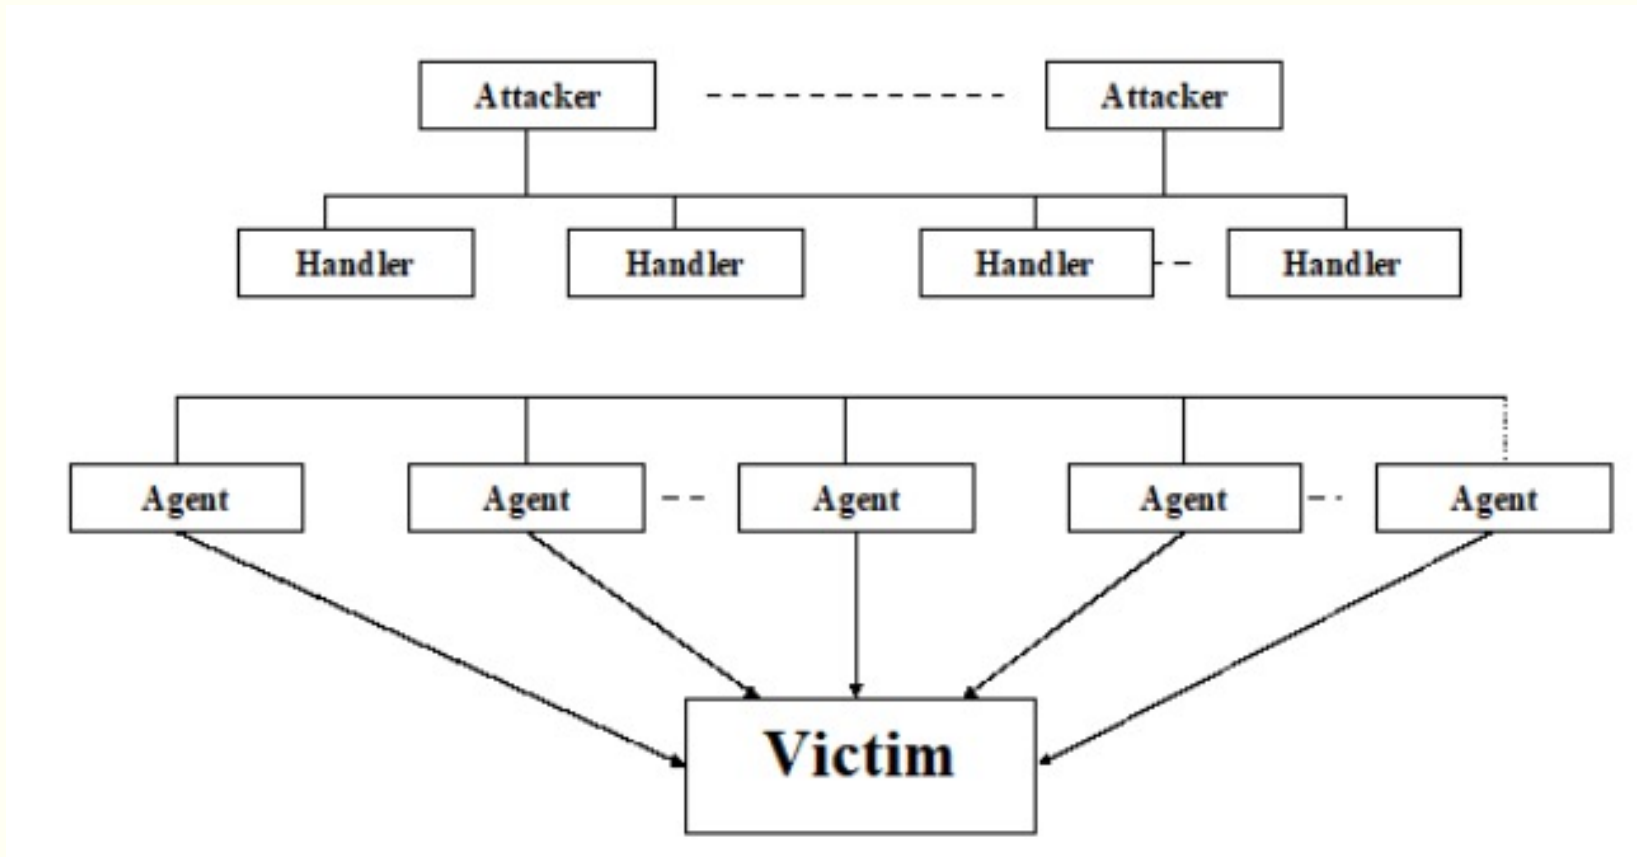 Attacker
Attacker
Handler
Handler
Handler
Handler
Agent
Agent
Agent
Agent
Agent
Victim